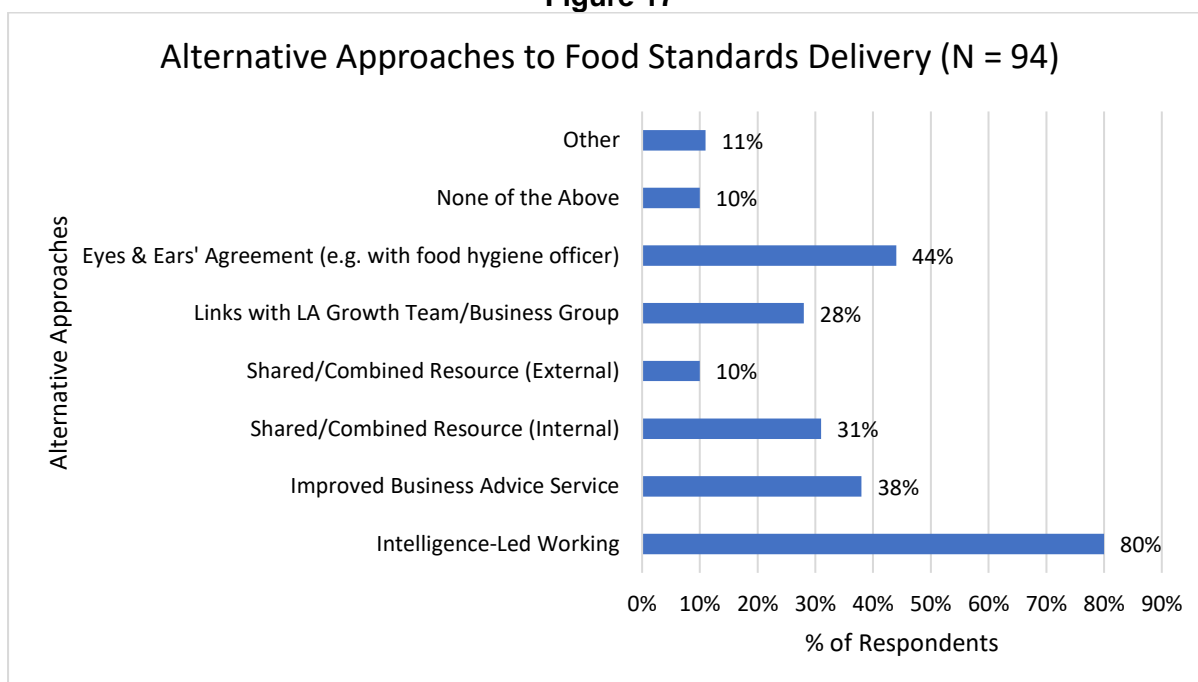 Figure 17
Alternative Approaches to Food Standards Delivery (N = 94)
Alternative Approaches
Other 11%
None of the Above 10%
Eyes & Ears' Agreement (e.g. with food hygiene officer) 44%
Links with LA Growth Team/Business Group 28%
Shared/Combined Resource (External) 10%
Shared/Combined Resource (Internal) 31%
Improved Business Advice Service 38%
Intelligence-Led Working 80%
0% 10% 20% 30% 40% 50% 60% 70% 80% 90%
% of Respondents